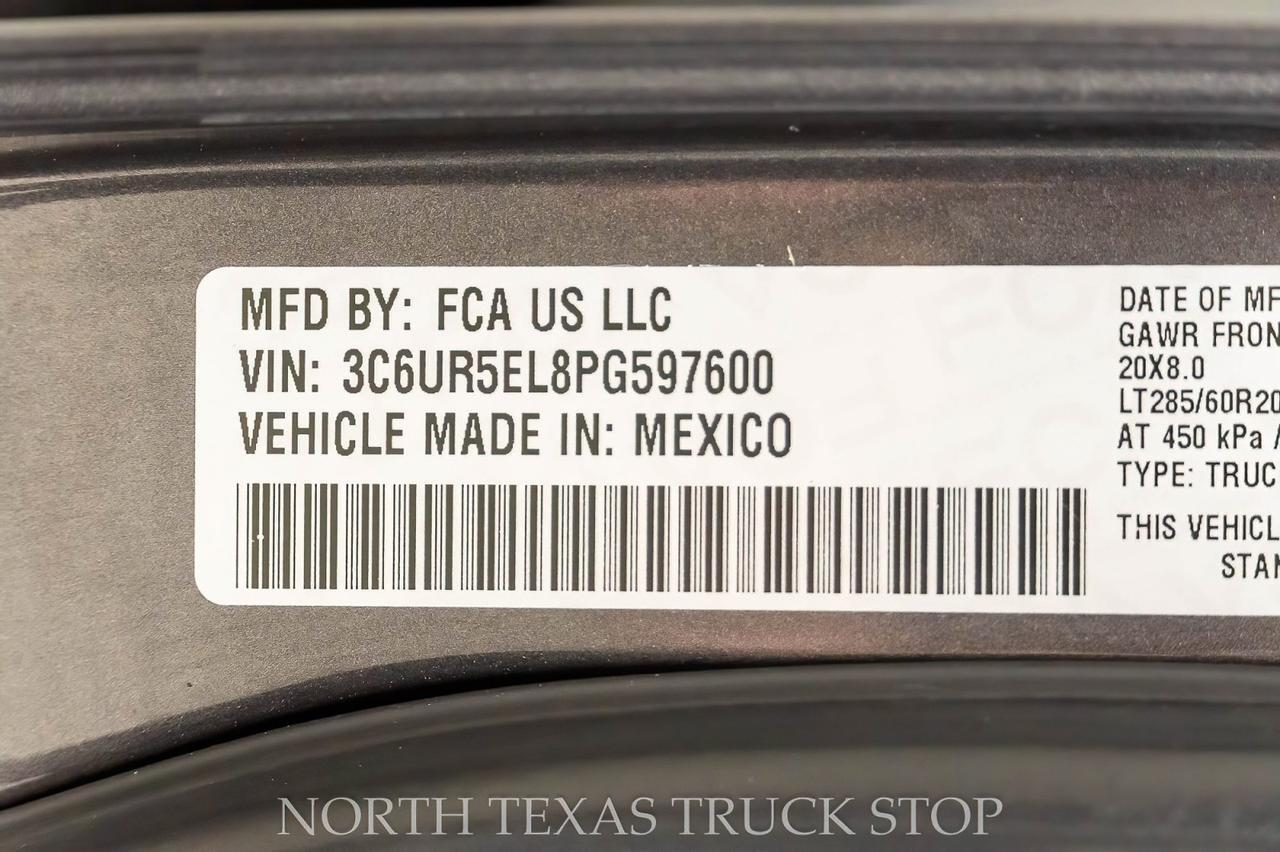 MFD BY: FCA US LLC
VIN: 3C6UR5EL8PG597600
VEHICLE MADE IN: MEXICO
DATE OF MF
GAWR FRON
20X8.0
LT285/60R20
AT 450 kPa
TYPE: TRUC
THIS VEHICL
STAN
NORTH TEXAS TRUCK STOP